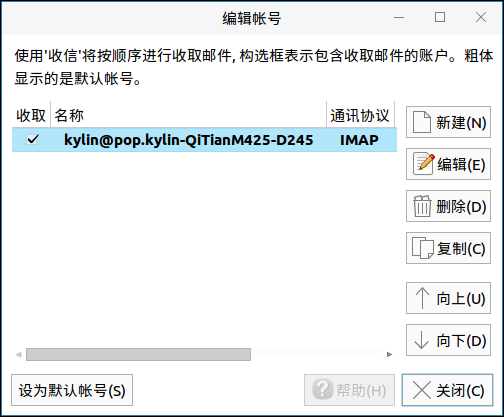 编辑帐号
使用'收信'将按顺序进行收取邮件, 构选框表示包含收取邮件的账户。粗体
显示的是默认帐号。
收取 名称 通讯协议
kylin@pop.kylin-QiTianM425-D245 IMAP
新建(N)
编辑(E)
删除(D)
复制(C)
向上(U)
向下(D)
设为默认帐号(S) 帮助(H) 关闭(C)